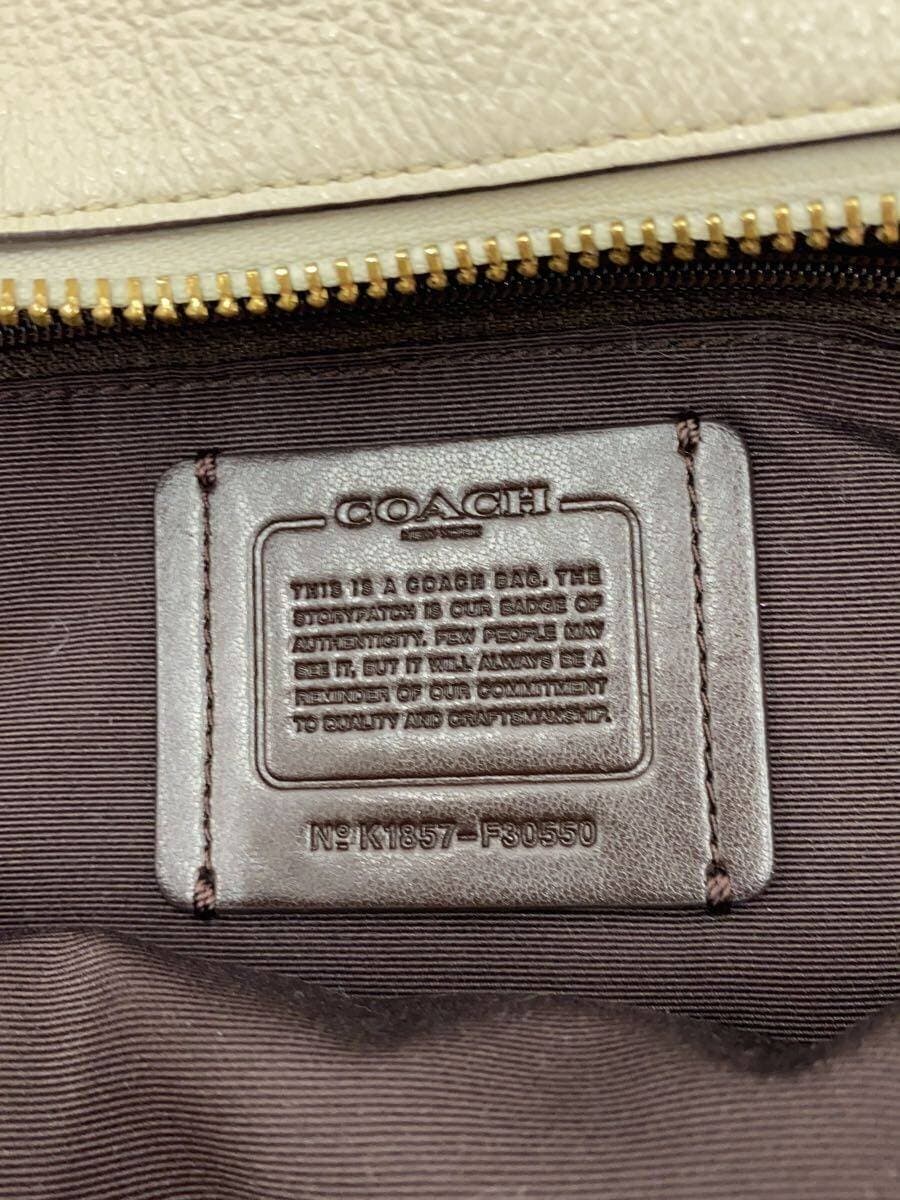 COACH
NEW YORK
THIS IS A COACH BAG. THE
STORYPATCH IS OUR BADGE OF
AUTHENTICITY. FEW PEOPLE MAY
SEE IT, BUT IT WILL ALWAYS BE A
REMINDER OF OUR COMMITMENT
TO QUALITY AND CRAFTSMANSHIP.
Nº K1857-F30550